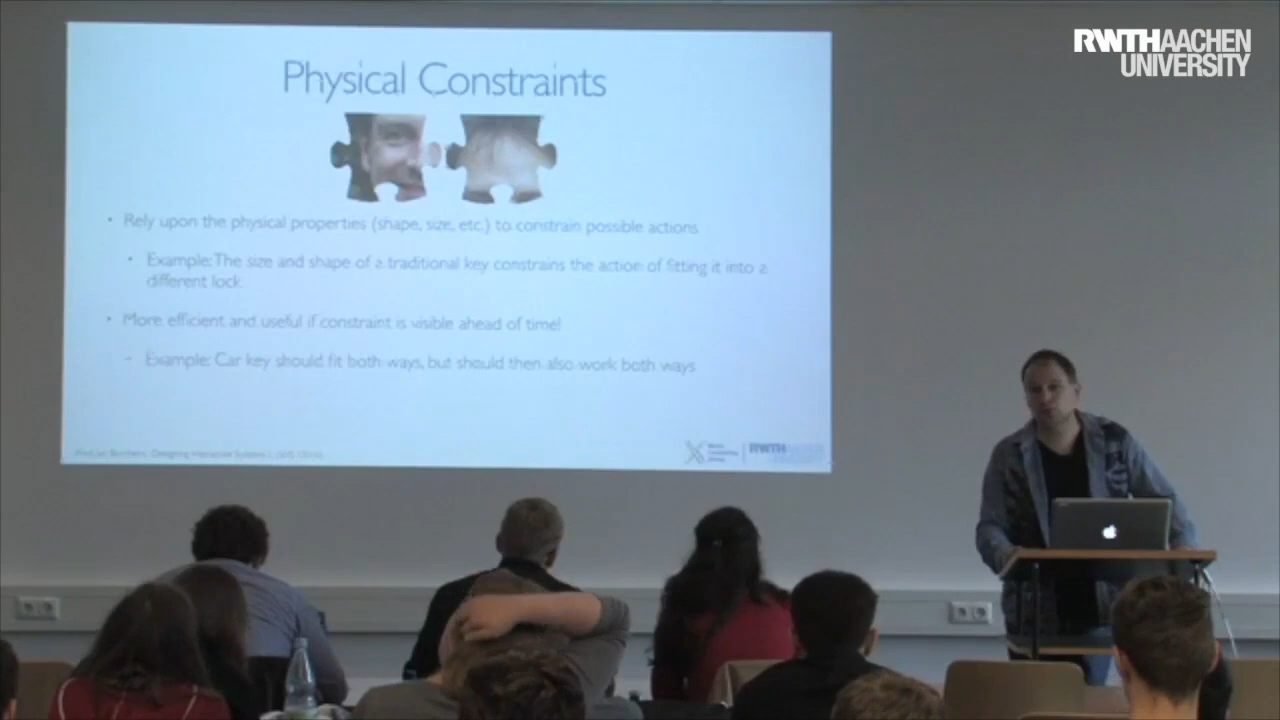 RWTHAACHEN
UNIVERSITY
Physical Constraints
• Rely upon the physical properties (shape, size, etc.) to constrain possible actions
• Example: The size and shape of a traditional key constrains the action of fitting it into a
different lock
• More efficient and useful if constraint is visible ahead of time!
– Example: Car key should fit both ways, but should then also work both ways
RWTH